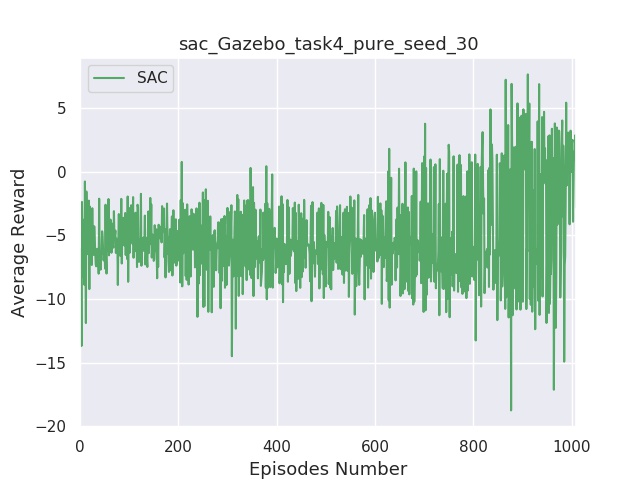 sac_Gazebo_task4_pure_seed_30
SAC
5
0
−5
−10
−15
−20
0 200 400 600 800 1000
Average Reward
Episodes Number